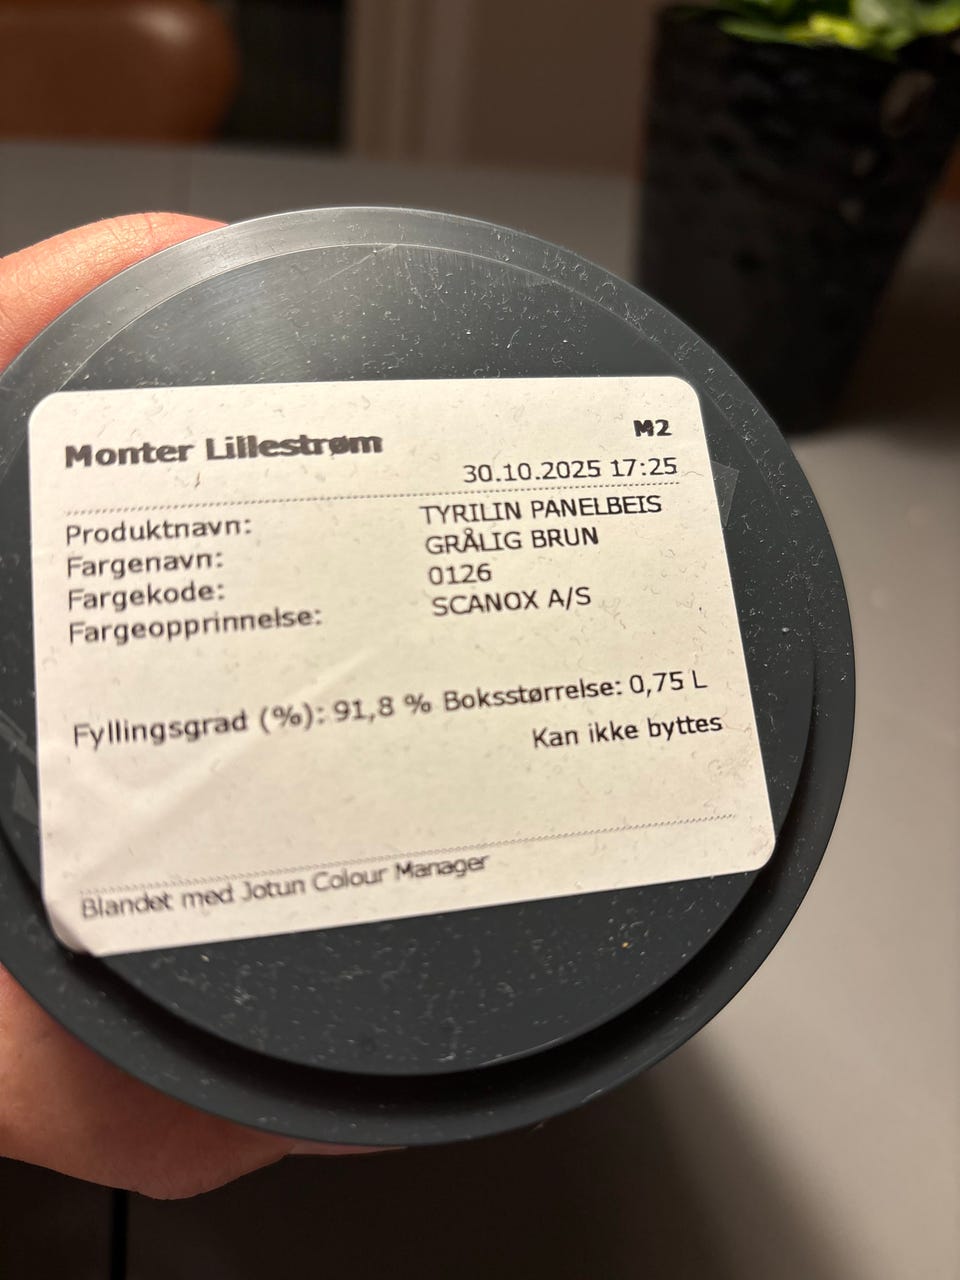 Monter Lillestrøm
M2
30.10.2025 17:25
Produktnavn: TYRILIN PANELBEIS
Fargenavn: GRÅLIG BRUN
Fargekode: 0126
Fargeopprinnelse: SCANOX A/S
Fyllingsgrad (%): 91,8 % Boksstørrelse: 0,75 L
Kan ikke byttes
Blandet med Jotun Colour Manager